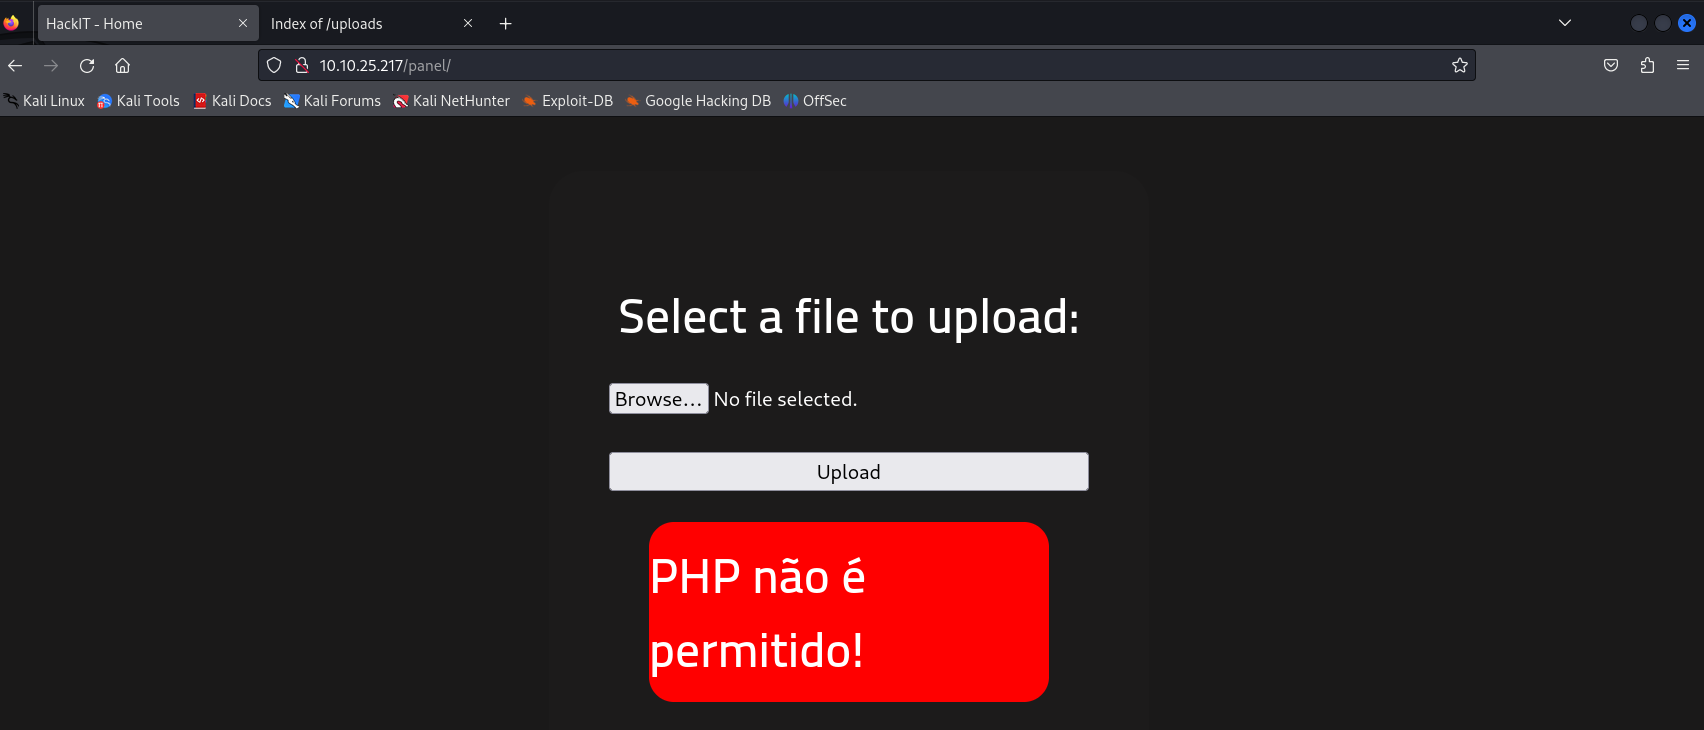 HackIT - Home
Index of /uploads
10.10.25.217/panel/
Kali Linux Kali Tools Kali Docs Kali Forums Kali NetHunter Exploit-DB Google Hacking DB OffSec
Select a file to upload:
Browse... No file selected.
Upload
PHP não é
permitido!